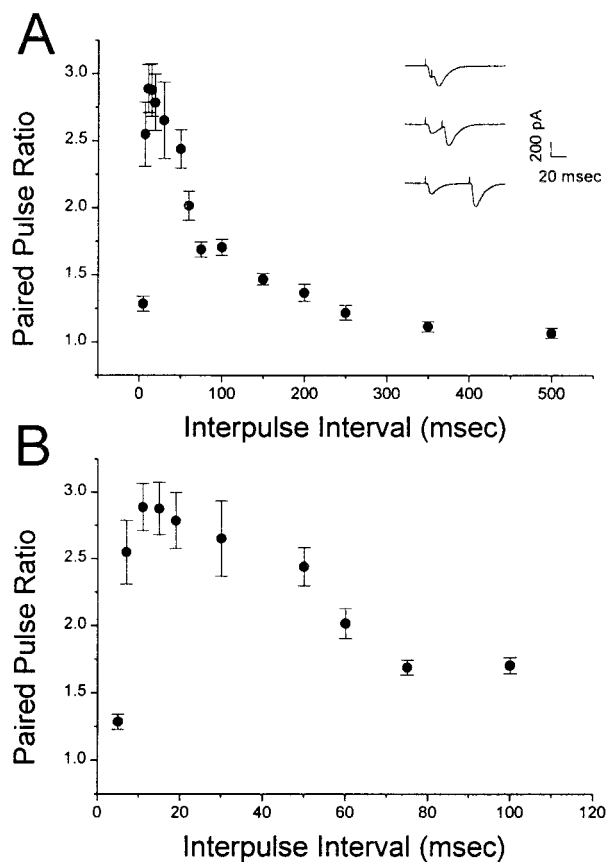 A
Paired Pulse Ratio
3.0
2.5
2.0
1.5
1.0
0 100 200 300 400 500
Interpulse Interval (msec)
200 pA
20 msec
B
Paired Pulse Ratio
3.0
2.5
2.0
1.5
1.0
0 20 40 60 80 100 120
Interpulse Interval (msec)